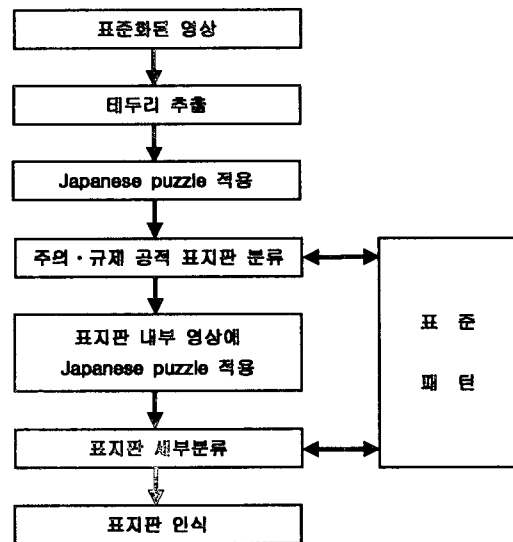 표준화된 영상
테두리 추출
Japanese puzzle 적용
주의·규제 공적 표지판 분류
표지판 내부 영상에
Japanese puzzle 적용
표지판 세부분류
표지판 인식
표 준
패 턴